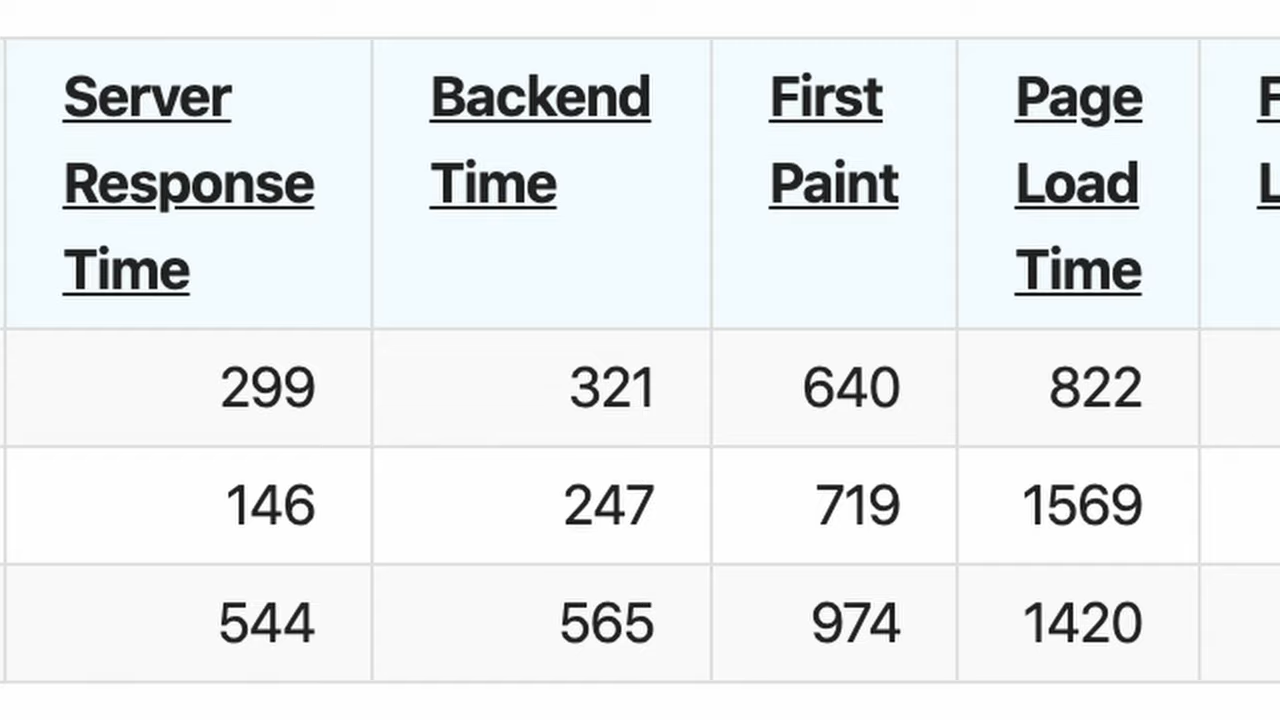 Server Response Time
Backend Time
First Paint
Page Load Time
299 321 640 822
146 247 719 1569
544 565 974 1420